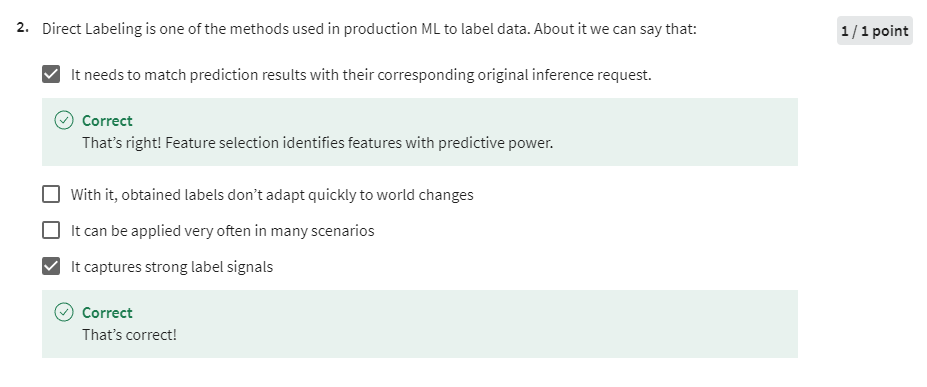 2. Direct Labeling is one of the methods used in production ML to label data. About it we can say that:
1 / 1 point
It needs to match prediction results with their corresponding original inference request.
Correct
That's right! Feature selection identifies features with predictive power.
With it, obtained labels don't adapt quickly to world changes
It can be applied very often in many scenarios
It captures strong label signals
Correct
That's correct!